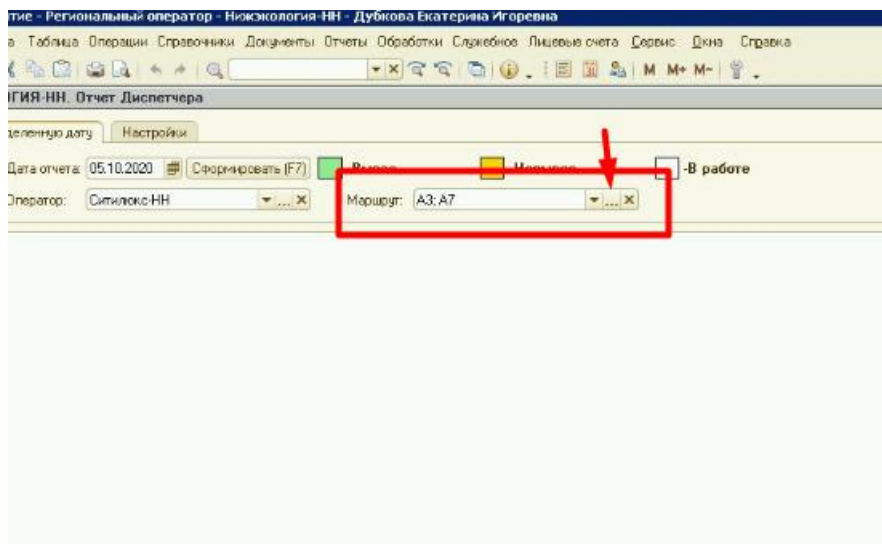 тие - Региональный оператор - Нижэкология-НН - Дубкова Екатерина Игоревна
а Таблица Операции Справочники Документы Отчеты Обработки Служебное Лицевые счета Сервис Окна Справка
M M+ M-
ГИЯ-НН. Отчет Диспетчера
деленную дату Настройки
Дата отчета: 05.10.2020 Сформировать (F7) -В работе
Оператор: Ситилюкс-НН ... X Маршрут: А3; А7 ... X